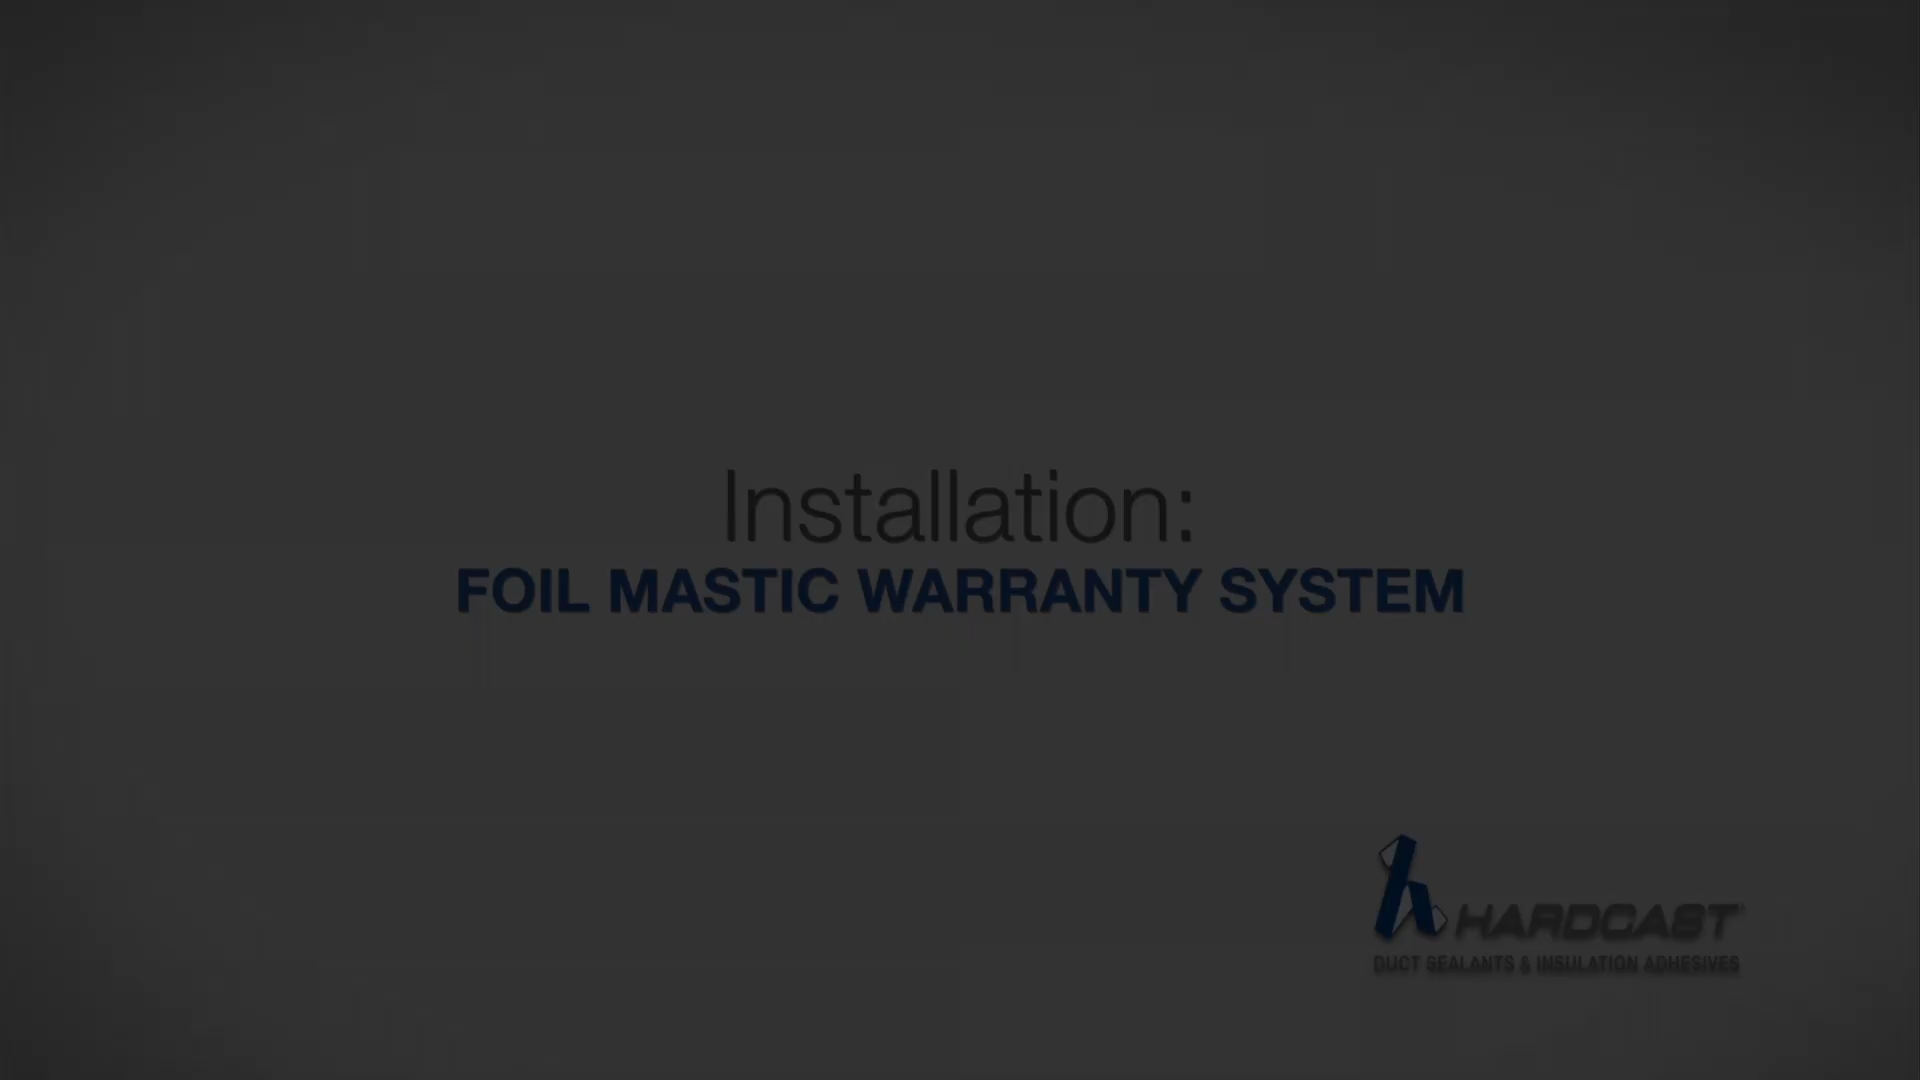 Installation:
FOIL MASTIC WARRANTY SYSTEM
HARDCAST
DUCT SEALANTS & INSULATION ADHESIVES